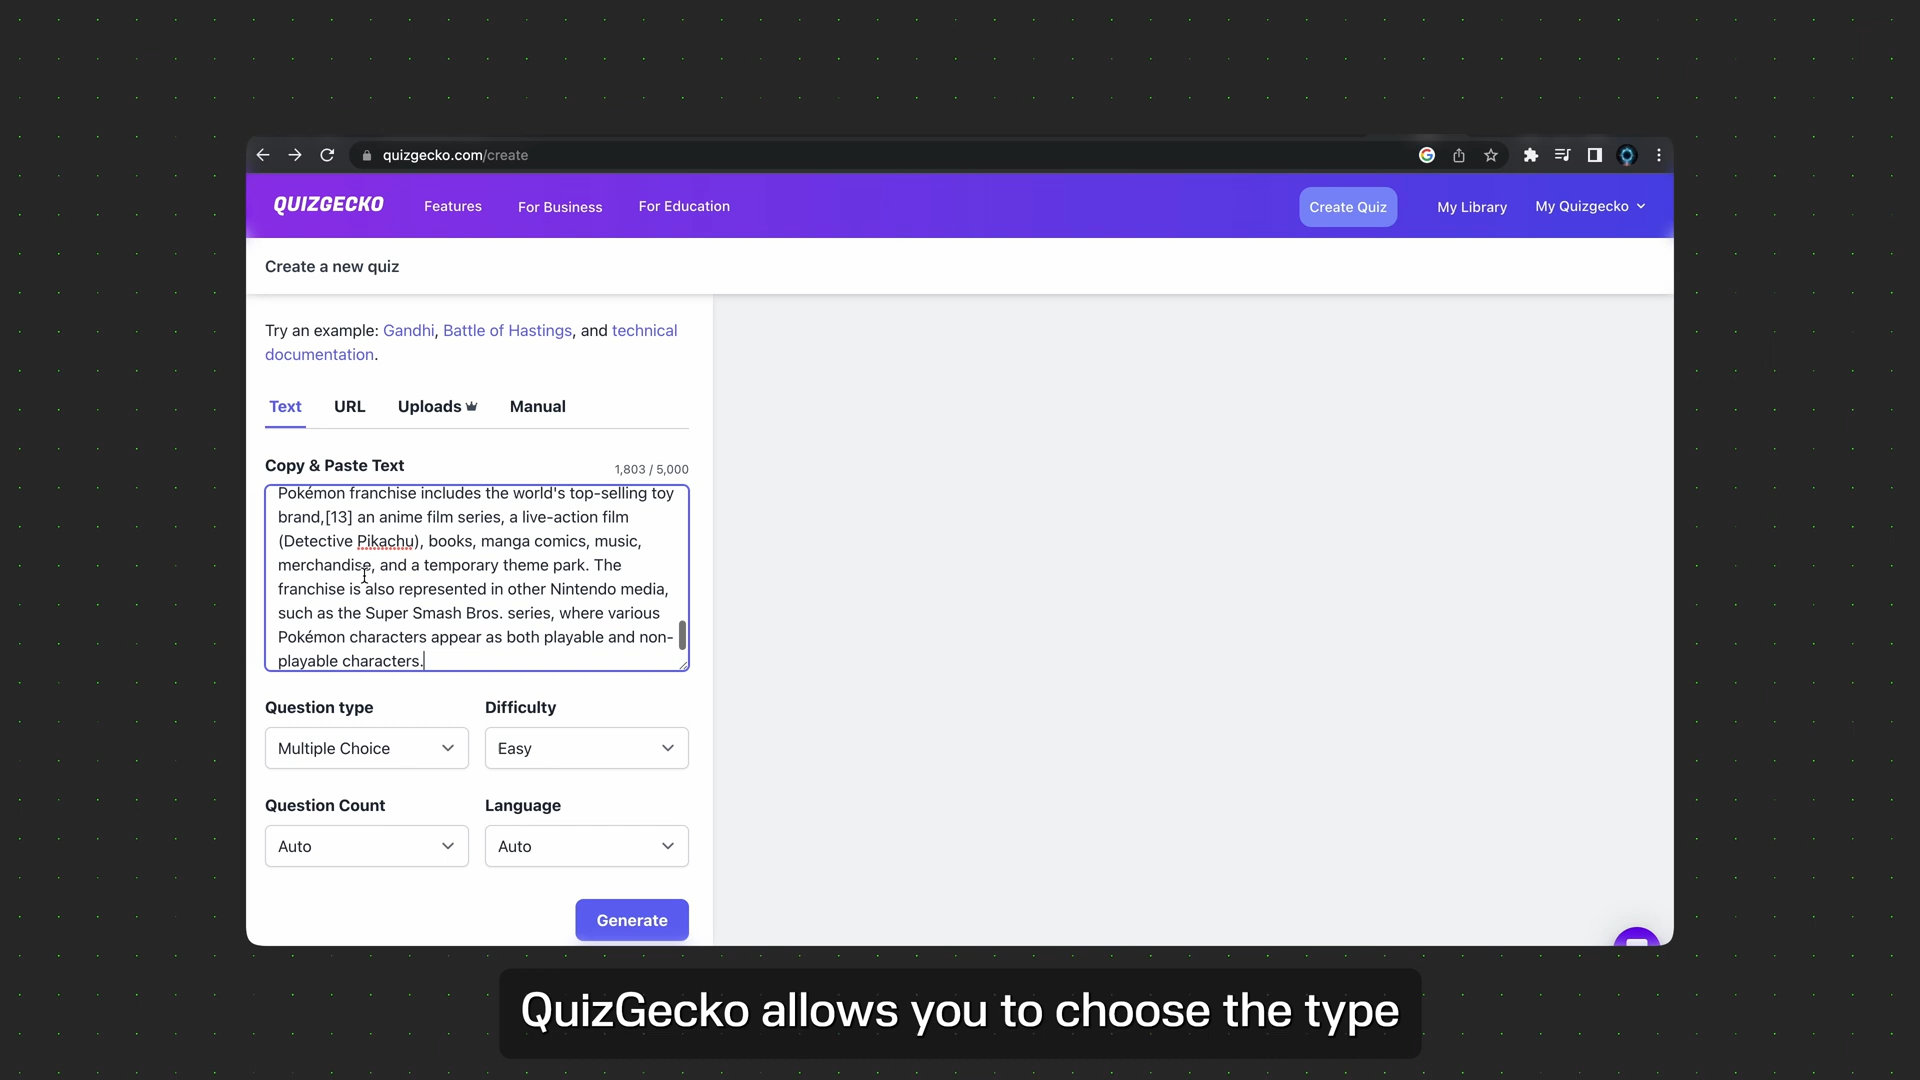 quizgecko.com/create
QUIZGECKO
Features
For Business
For Education
Create Quiz
My Library
My Quizgecko
Create a new quiz
Try an example: Gandhi, Battle of Hastings, and technical
documentation.
Text
URL
Uploads
Manual
Copy & Paste Text
1,803 / 5,000
Pokémon franchise includes the world's top-selling toy
brand,[13] an anime film series, a live-action film
(Detective Pikachu), books, manga comics, music,
merchandise, and a temporary theme park. The
franchise is also represented in other Nintendo media,
such as the Super Smash Bros. series, where various
Pokémon characters appear as both playable and non-
playable characters.
Question type
Difficulty
Multiple Choice
Easy
Question Count
Language
Auto
Auto
Generate
QuizGecko allows you to choose the type